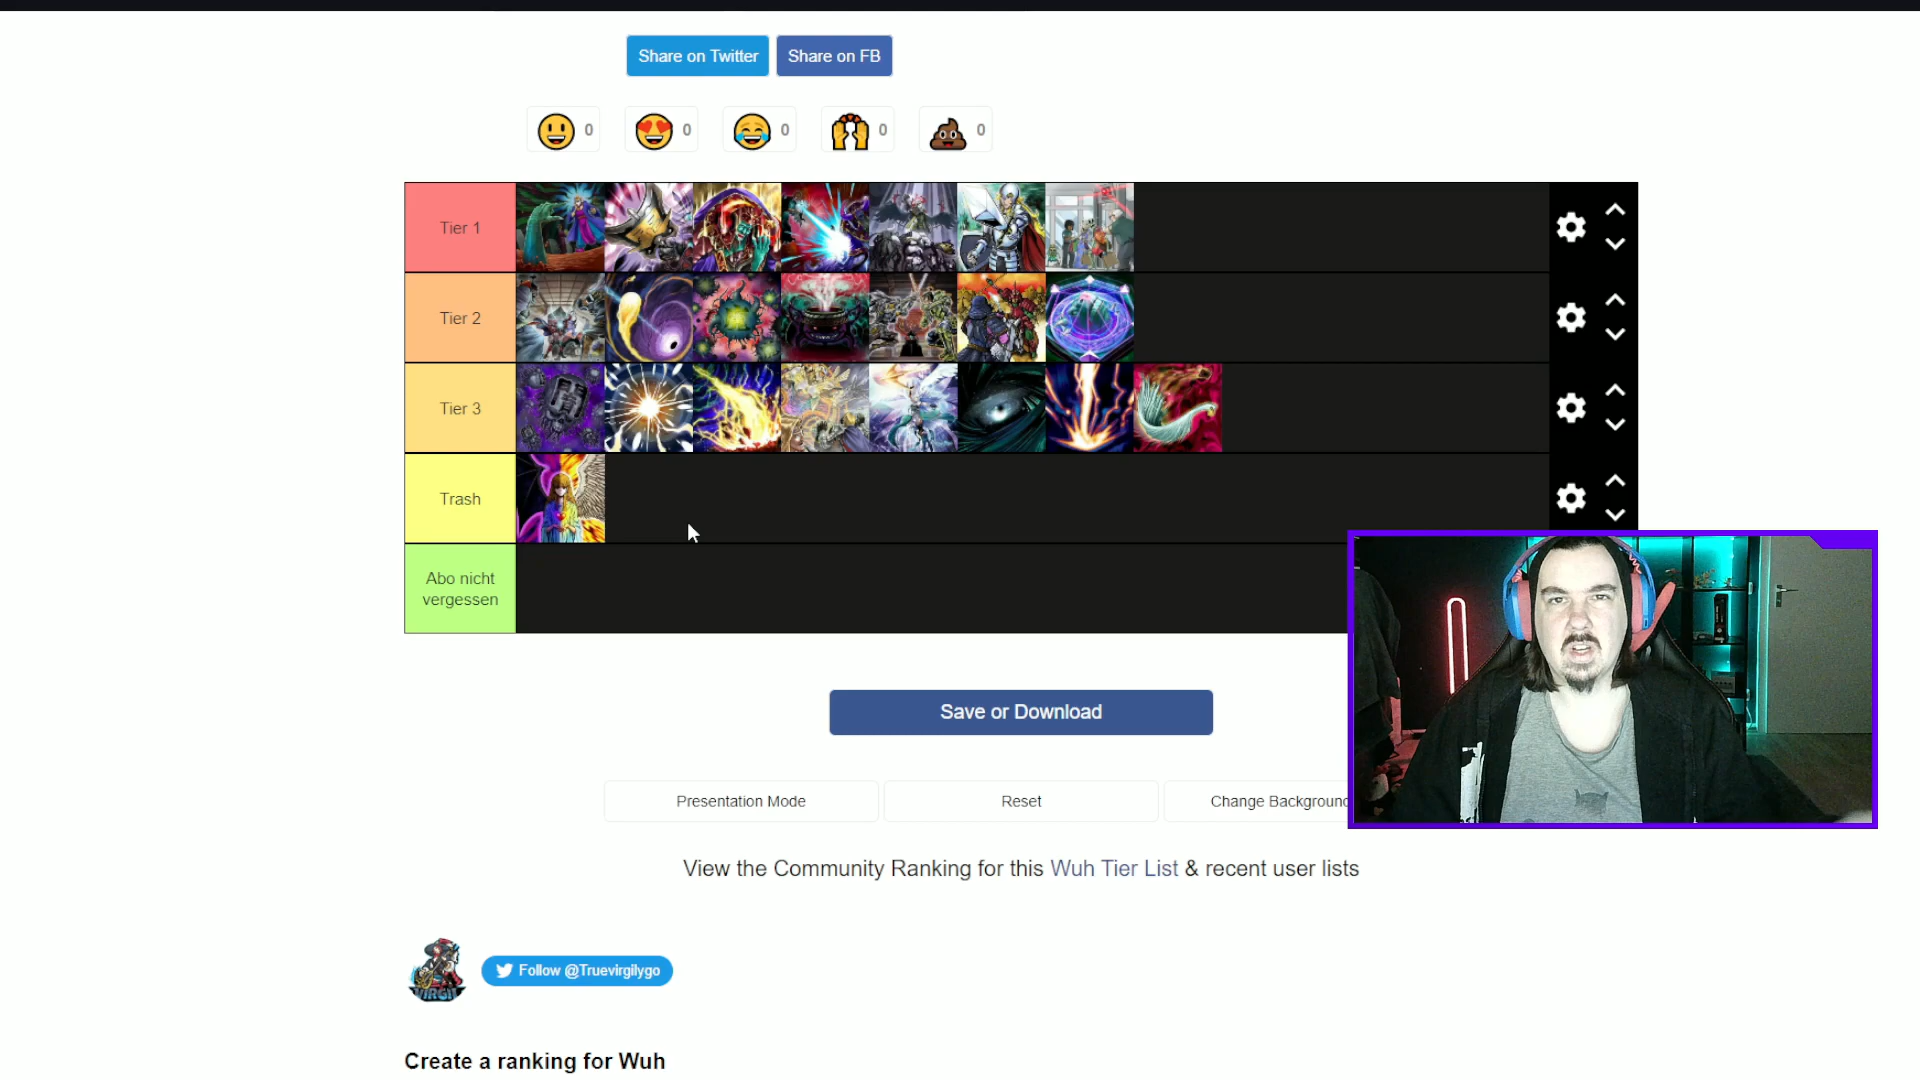 Share on Twitter
Share on FB
0
0
0
0
0
Tier 1
Tier 2
Tier 3
Trash
Abo nicht
vergessen
Save or Download
Presentation Mode
Reset
Change Background
View the Community Ranking for this Wuh Tier List & recent user lists
VIRGIL
Follow @Truevirgilygo
Create a ranking for Wuh